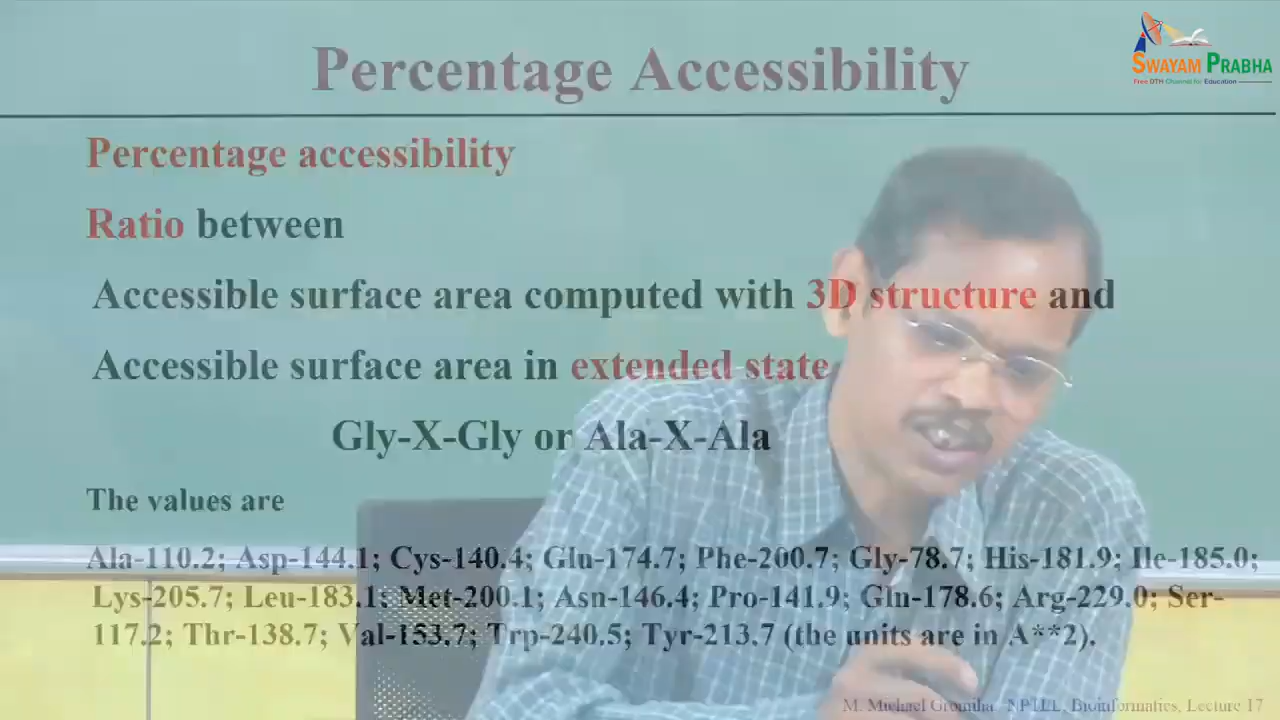 Percentage Accessibility
SWAYAM PRABHA
Free DTH Channel for Education
Percentage accessibility
Ratio between
Accessible surface area computed with 3D structure and
Accessible surface area in extended state
Gly-X-Gly or Ala-X-Ala
The values are
Ala-110.2; Asp-144.1; Cys-140.4; Glu-174.7; Phe-200.7; Gly-78.7; His-181.9; Ile-185.0;
Lys-205.7; Leu-183.1; Met-200.1; Asn-146.4; Pro-141.9; Gln-178.6; Arg-229.0; Ser-
117.2; Thr-138.7; Val-153.7; Trp-240.5; Tyr-213.7 (the units are in A**2).
M. Michael Gromiha, NPTEL, Bioinformatics, Lecture 17